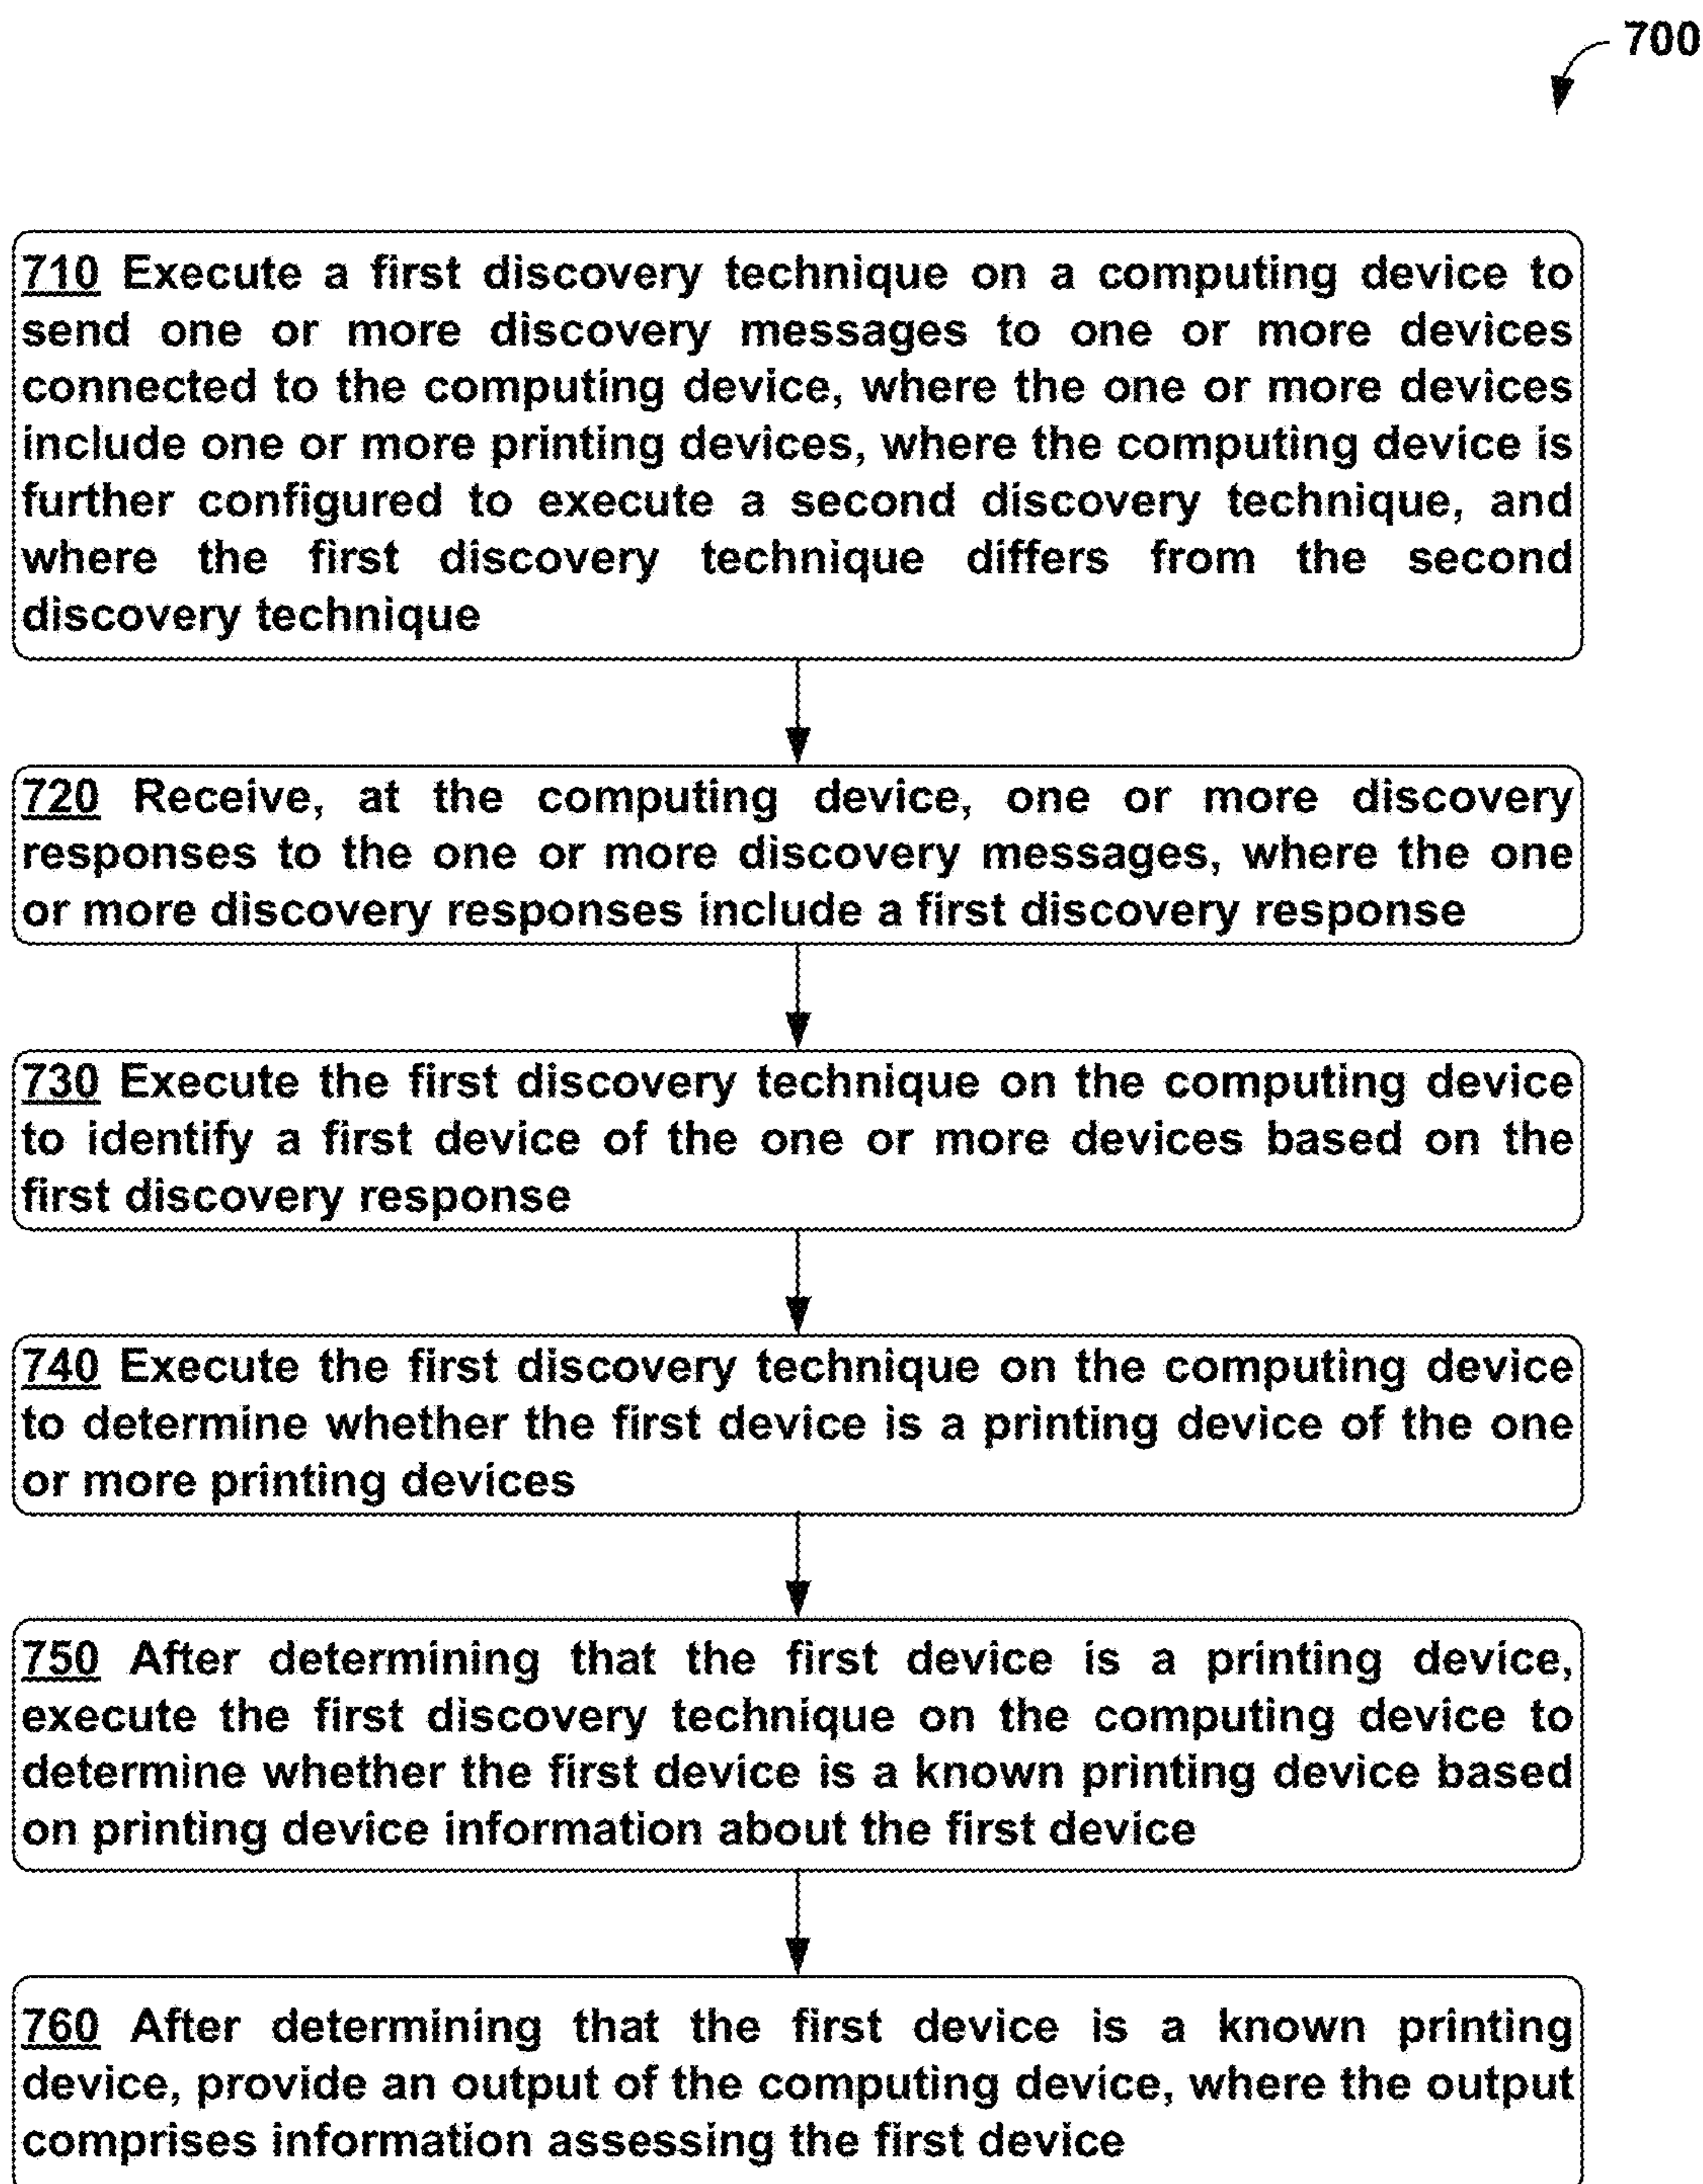 700
710 Execute a first discovery technique on a computing device to
send one or more discovery messages to one or more devices
connected to the computing device, where the one or more devices
include one or more printing devices, where the computing device is
further configured to execute a second discovery technique, and
where the first discovery technique differs from the second
discovery technique
720 Receive, at the computing device, one or more discovery
responses to the one or more discovery messages, where the one
or more discovery responses include a first discovery response
730 Execute the first discovery technique on the computing device
to identify a first device of the one or more devices based on the
first discovery response
740 Execute the first discovery technique on the computing device
to determine whether the first device is a printing device of the one
or more printing devices
750 After determining that the first device is a printing device,
execute the first discovery technique on the computing device to
determine whether the first device is a known printing device based
on printing device information about the first device
760 After determining that the first device is a known printing
device, provide an output of the computing device, where the output
comprises information assessing the first device